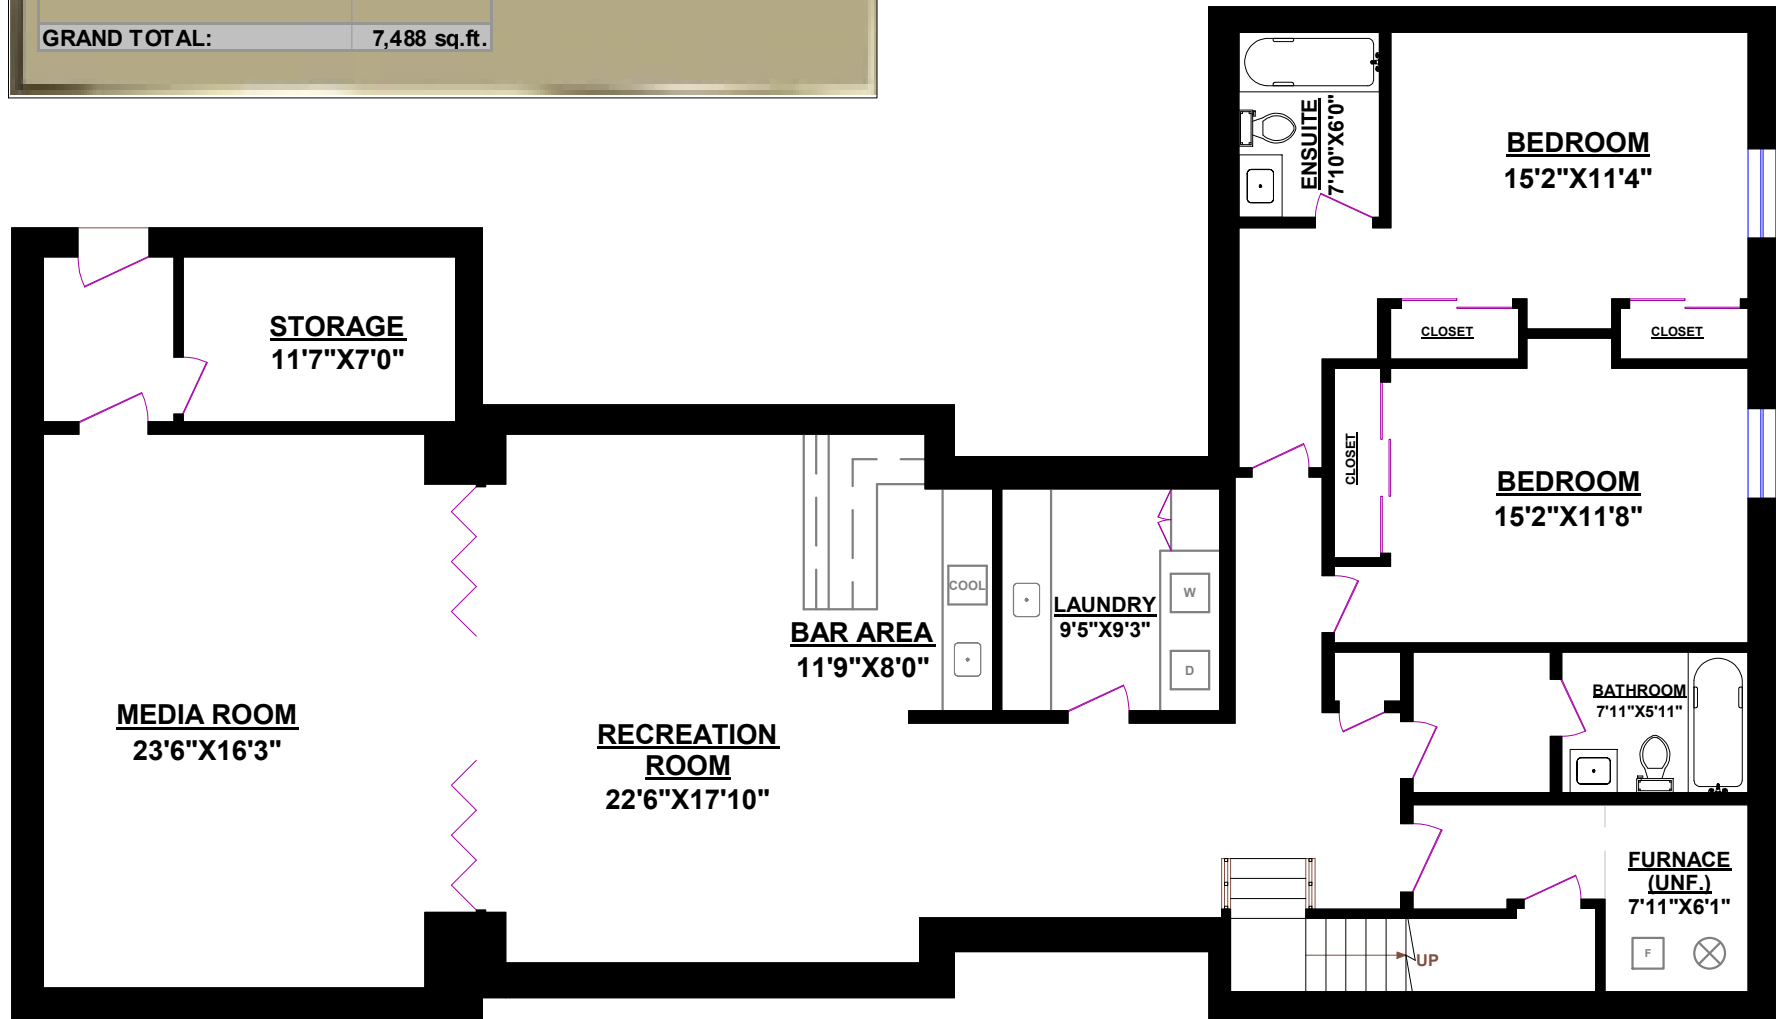 GRAND TOTAL: 7,488 sq.ft.
ENSUITE
7'10"X6'0"
BEDROOM
15'2"X11'4"
STORAGE
11'7"X7'0"
CLOSET
CLOSET
CLOSET
BEDROOM
15'2"X11'8"
COOL
BAR AREA
11'9"X8'0"
LAUNDRY
9'5"X9'3"
W
D
MEDIA ROOM
23'6"X16'3"
RECREATION
ROOM
22'6"X17'10"
BATHROOM
7'11"X5'11"
FURNACE
(UNF.)
7'11"X6'1"
F
UP